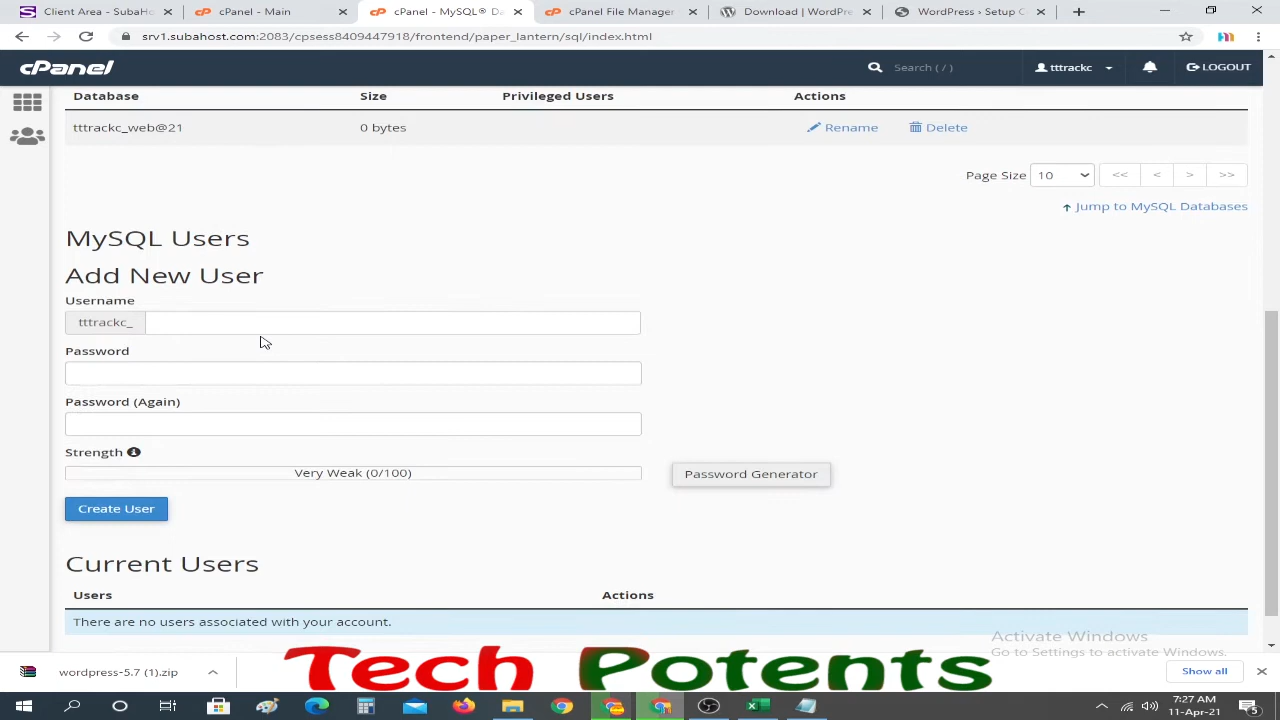 Client Area - SubaHo
cPanel - Main
cPanel - MySQL® Da
cPanel File Manager
Download | WordPre
WordPress › Setup C
srv1.subahost.com:2083/cpsess8409447918/frontend/paper_lantern/sql/index.html
cPanel
Search ( / )
tttrackc
LOGOUT
Database Size Privileged Users Actions
tttrackc_web@21 0 bytes Rename Delete
Page Size 10 << < > >>
Jump to MySQL Databases
MySQL Users
Add New User
Username
tttrackc_
Password
Password (Again)
Strength
Very Weak (0/100)
Password Generator
Create User
Current Users
Users Actions
There are no users associated with your account.
Activate Windows
Go to Settings to activate Windows.
wordpress-5.7 (1).zip
Tech Potents
Show all
7:27 AM
11-Apr-21
5